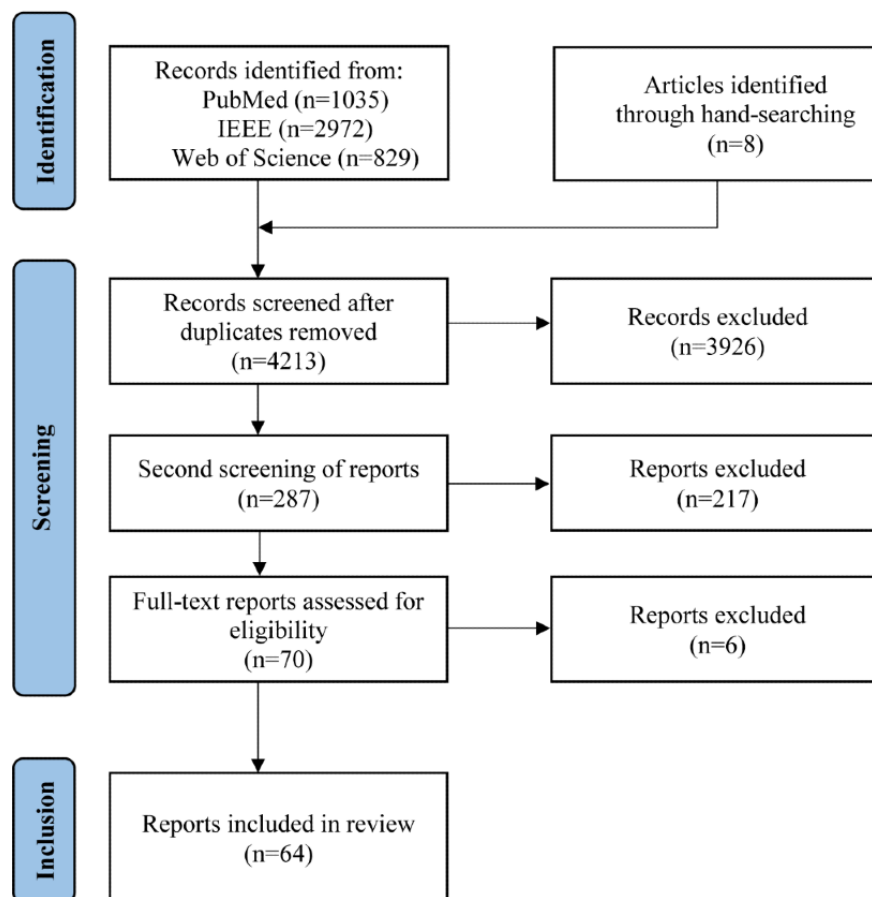 Identification
Records identified from:
PubMed (n=1035)
IEEE (n=2972)
Web of Science (n=829)
Articles identified
through hand-searching
(n=8)
Screening
Records screened after
duplicates removed
(n=4213)
Records excluded
(n=3926)
Second screening of reports
(n=287)
Reports excluded
(n=217)
Full-text reports assessed for
eligibility
(n=70)
Reports excluded
(n=6)
Inclusion
Reports included in review
(n=64)